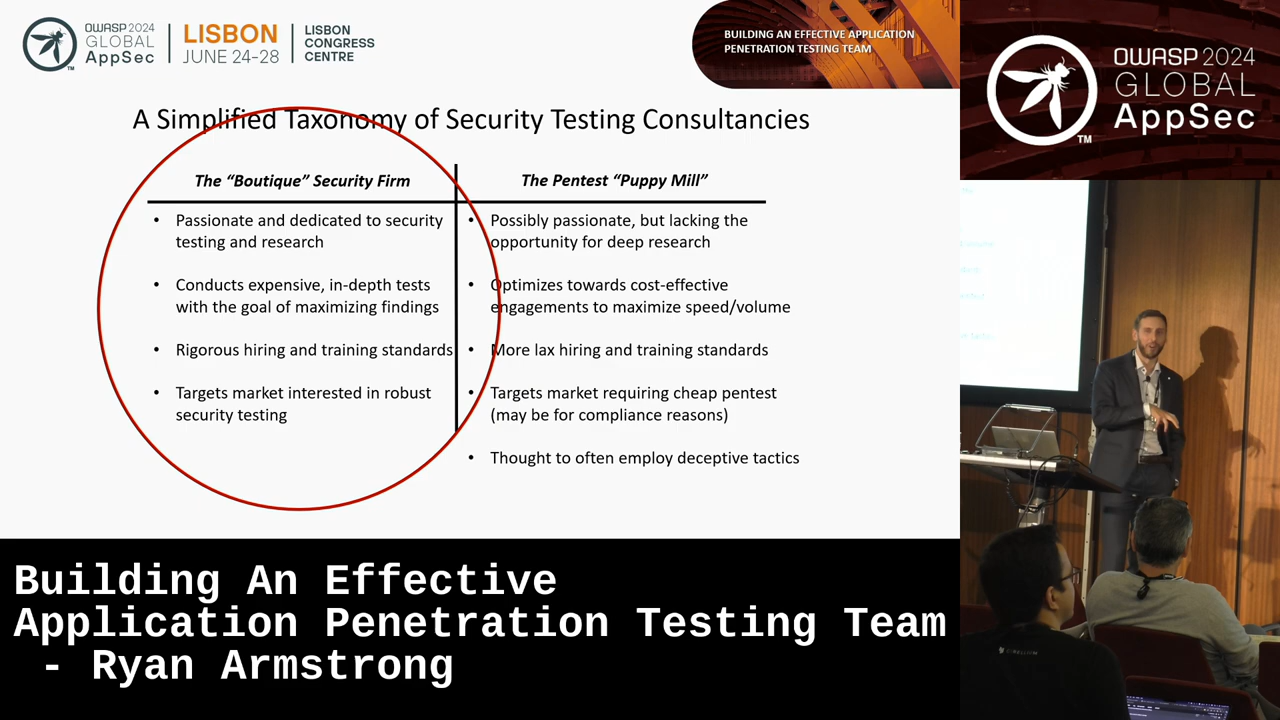 OWASP 2024
GLOBAL
AppSec
TM
LISBON
JUNE 24-28
LISBON
CONGRESS
CENTRE
BUILDING AN EFFECTIVE APPLICATION
PENETRATION TESTING TEAM
OWASP 2024
GLOBAL
AppSec
TM
A Simplified Taxonomy of Security Testing Consultancies
The “Boutique” Security Firm
• Passionate and dedicated to security
testing and research
• Conducts expensive, in-depth tests
with the goal of maximizing findings
• Rigorous hiring and training standards
• Targets market interested in robust
security testing
The Pentest “Puppy Mill”
• Possibly passionate, but lacking the
opportunity for deep research
• Optimizes towards cost-effective
engagements to maximize speed/volume
• More lax hiring and training standards
• Targets market requiring cheap pentest
(may be for compliance reasons)
• Thought to often employ deceptive tactics
Building An Effective
Application Penetration Testing Team
- Ryan Armstrong